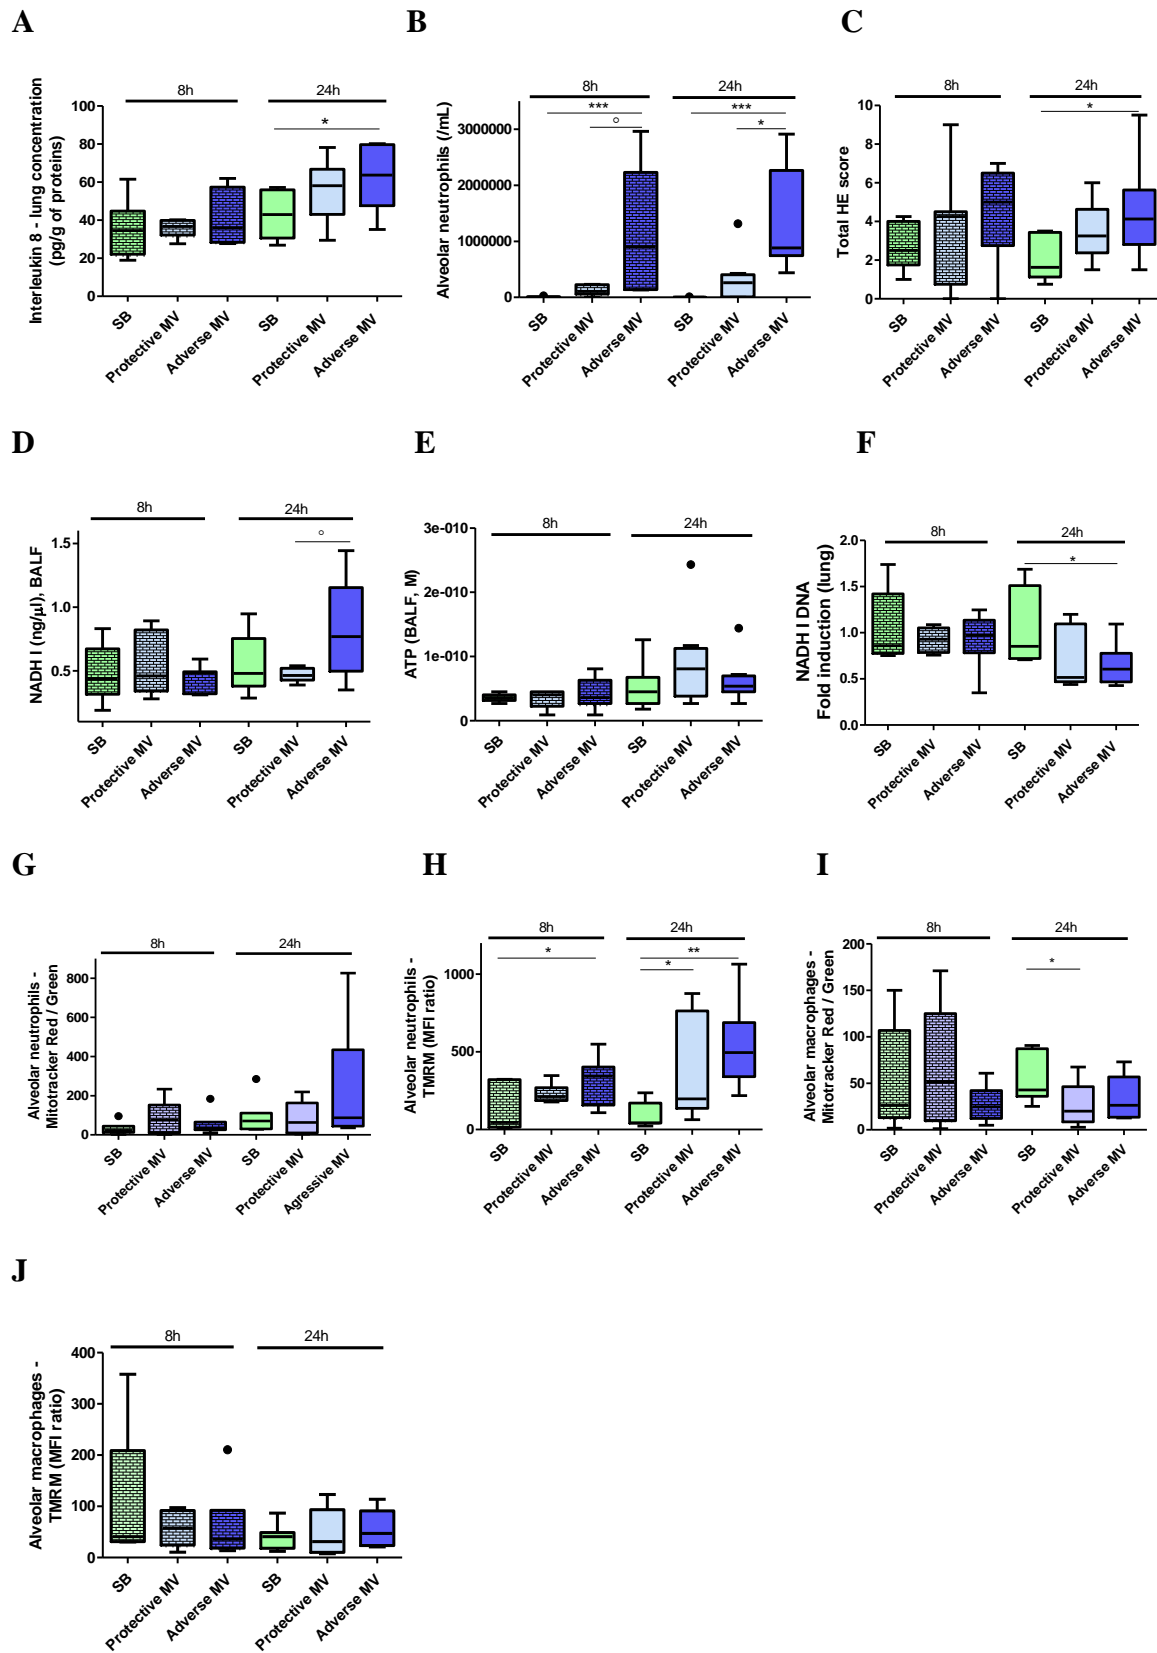 A
B
C
Interleukin 8 - lung concentration
(pg/g of proteins)
8h
24h
*
100
80
60
40
20
0
SB
Protective MV
Adverse MV
SB
Protective MV
Adverse MV
Alveolar neutrophils (/mL)
8h
24h
***
°
***
*
3000000
2000000
1000000
0
SB
Protective MV
Adverse MV
SB
Protective MV
Adverse MV
Total HE score
8h
24h
*
10
8
6
4
2
0
SB
Protective MV
Adverse MV
SB
Protective MV
Adverse MV
D
E
F
NADH I (ng/µl), BALF
8h
24h
°
1.5
1.0
0.5
SB
Protective MV
Adverse MV
SB
Protective MV
Adverse MV
ATP (BALF, M)
8h
24h
3e-010
2e-010
1e-010
0
SB
Protective MV
Adverse MV
SB
Protective MV
Adverse MV
NADH I DNA
Fold induction (lung)
8h
24h
*
2.0
1.5
1.0
0.5
0.0
SB
Protective MV
Adverse MV
SB
Protective MV
Adverse MV
G
H
I
Alveolar neutrophils -
Mitotracker Red / Green
8h
24h
800
600
400
200
0
SB
Protective MV
Adverse MV
SB
Protective MV
Agressive MV
Alveolar neutrophils -
TMRM (MFI ratio)
8h
24h
*
*
**
1000
500
0
SB
Protective MV
Adverse MV
SB
Protective MV
Adverse MV
Alveolar macrophages -
Mitotracker Red / Green
8h
24h
*
200
150
100
50
0
SB
Protective MV
Adverse MV
SB
Protective MV
Adverse MV
J
Alveolar macrophages -
TMRM (MFI ratio)
8h
24h
400
300
200
100
0
SB
Protective MV
Adverse MV
SB
Protective MV
Adverse MV